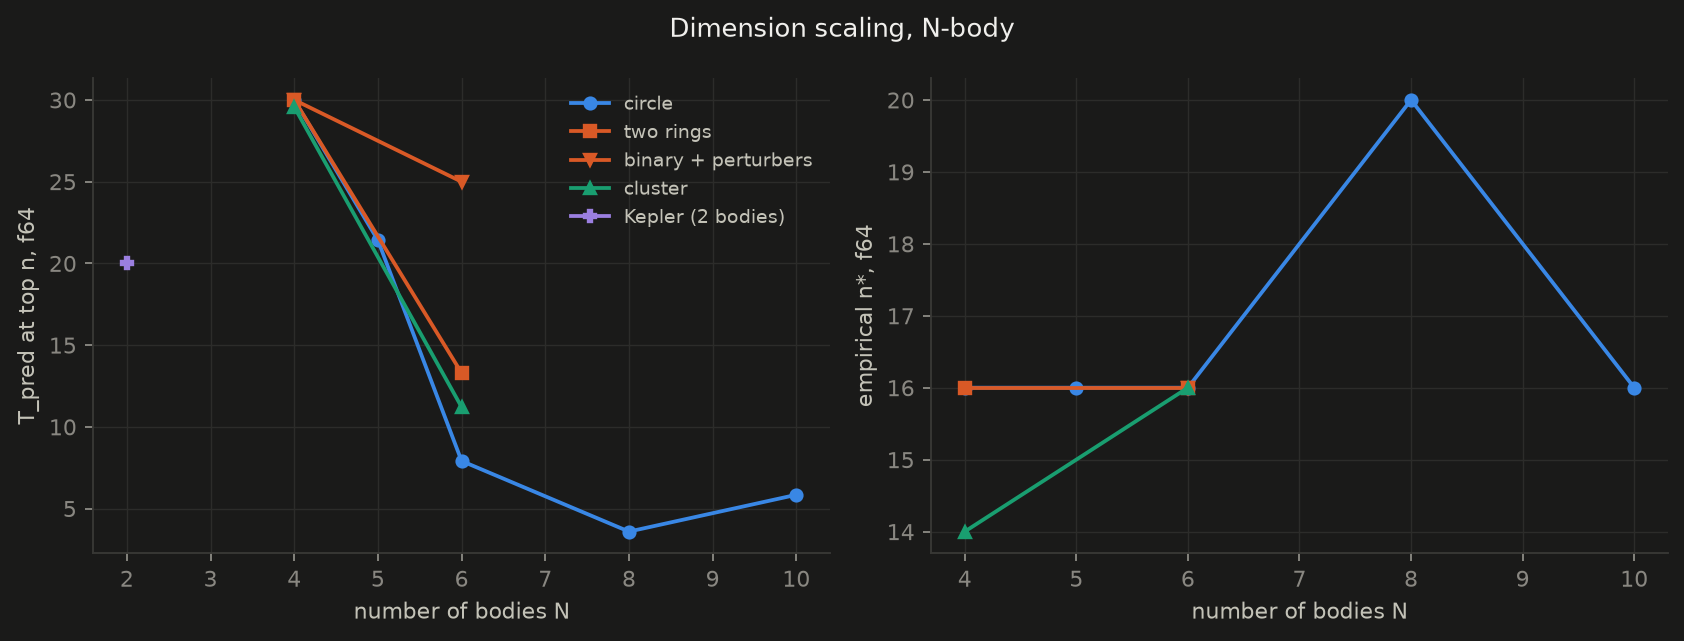 Dimension scaling, N-body
T_pred at top n, f64
30
25
20
15
10
5
2 3 4 5 6 7 8 9 10
number of bodies N
circle
two rings
binary + perturbers
cluster
Kepler (2 bodies)
empirical n*, f64
20
19
18
17
16
15
14
4 5 6 7 8 9 10
number of bodies N